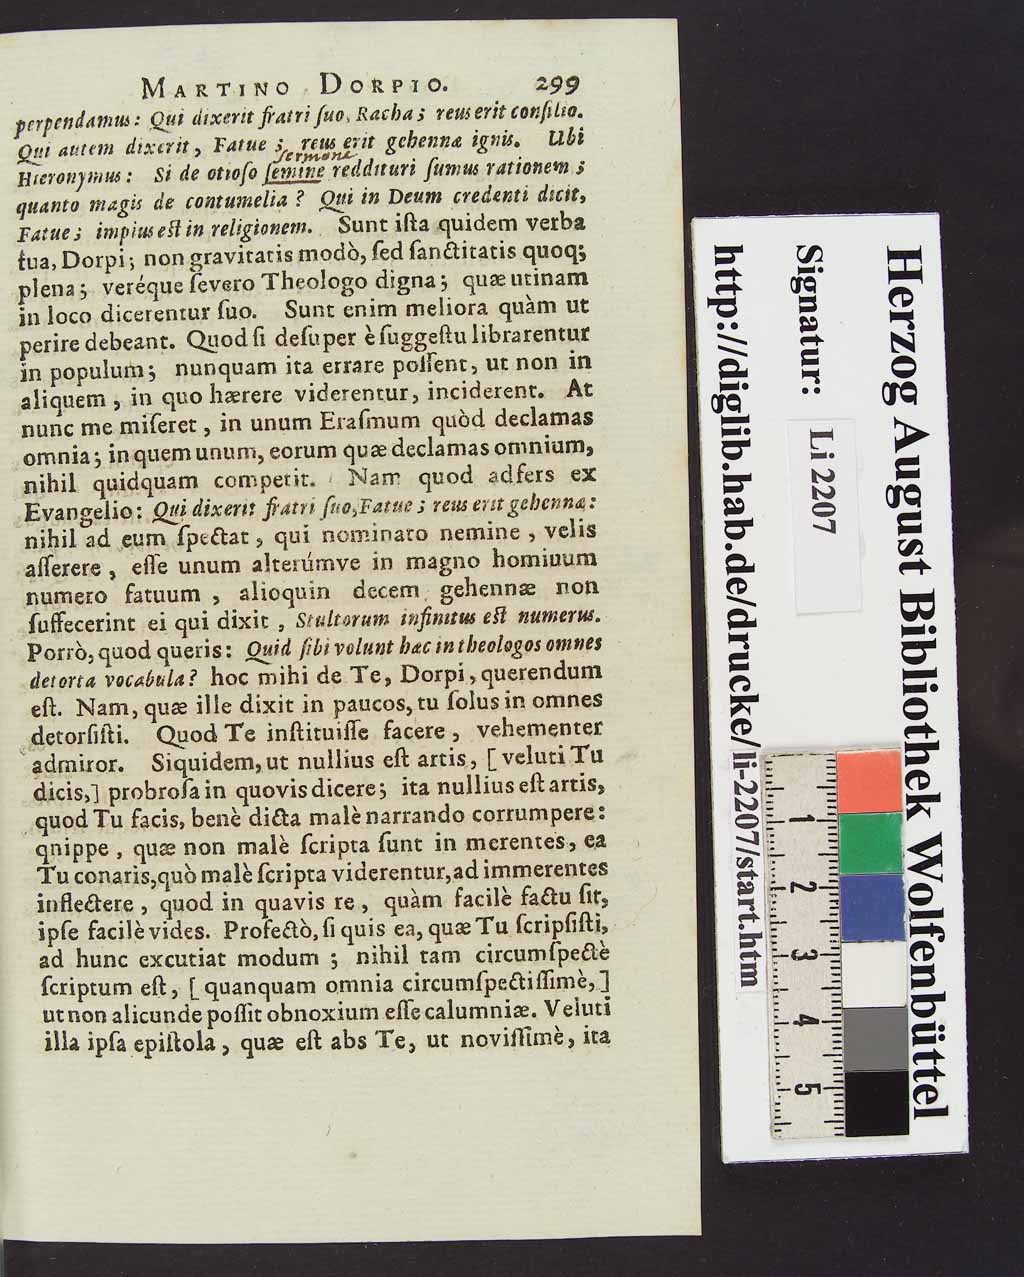 MARTINO DORPIO. 299
perpendamus: Qui dixerit fratri ſuo, Racha; reus erit conſilio.
Qui autem dixerit, Fatue; reus erit gehennæ ignis. Ubi
ſermone
Hieronymus: Si de otioſo ſemine reddituri ſumus rationem;
quanto magis de contumelia? Qui in Deum credenti dicit,
Fatue; impius eſt in religionem. Sunt iſta quidem verba
tua, Dorpi; non gravitatis modò, ſed ſanctitatis quoq;
plena; veréque ſevero Theologo digna; quæ utinam
in loco dicerentur ſuo. Sunt enim meliora quàm ut
perire debeant. Quod ſi deſuper è ſuggeſtu librarentur
in populum; nunquam ita errare poſſent, ut non in
aliquem, in quo hærere viderentur, inciderent. At
nunc me miſeret, in unum Eraſmum quòd declamas
omnia; in quem unum, eorum quæ declamas omnium,
nihil quidquam competit. Nam quod adfers ex
Evangelio: Qui dixerit fratri ſuo, Fatue; reus erit gehennæ:
nihil ad eum ſpectat, qui nominato nemine, velis
aſſerere, eſſe unum alterúmve in magno homiuum
numero fatuum, alioquin decem gehennæ non
ſuffecerint ei qui dixit, Stultorum infinitus eſt numerus.
Porrò, quod queris: Quid ſibi volunt hæc in theologos omnes
detorta vocabula? hoc mihi de Te, Dorpi, querendum
eſt. Nam, quæ ille dixit in paucos, tu ſolus in omnes
detorſiſti. Quod Te inſtituiſſe facere, vehementer
admiror. Siquidem, ut nullius eſt artis, [veluti Tu
dicis,] probroſa in quovis dicere; ita nullius eſt artis,
quod Tu facis, benè dicta malè narrando corrumpere:
qnippe, quæ non malè ſcripta ſunt in merentes, ea
Tu conaris, quò malè ſcripta viderentur, ad immerentes
inflectere, quod in quavis re, quàm facilè factu ſit,
ipſe facilè vides. Profectò, ſi quis ea, quæ Tu ſcripſiſti,
ad hunc excutiat modum; nihil tam circumſpectè
ſcriptum eſt, [quanquam omnia circumſpectiſſimè,]
ut non alicunde poſſit obnoxium eſſe calumniæ. Veluti
illa ipſa epiſtola, quæ eſt abs Te, ut noviſſimè, ita
Herzog August Bibliothek Wolfenbüttel
Signatur: Li 2207
http://diglib.hab.de/drucke/li-2207/start.htm
1 2 3 4 5